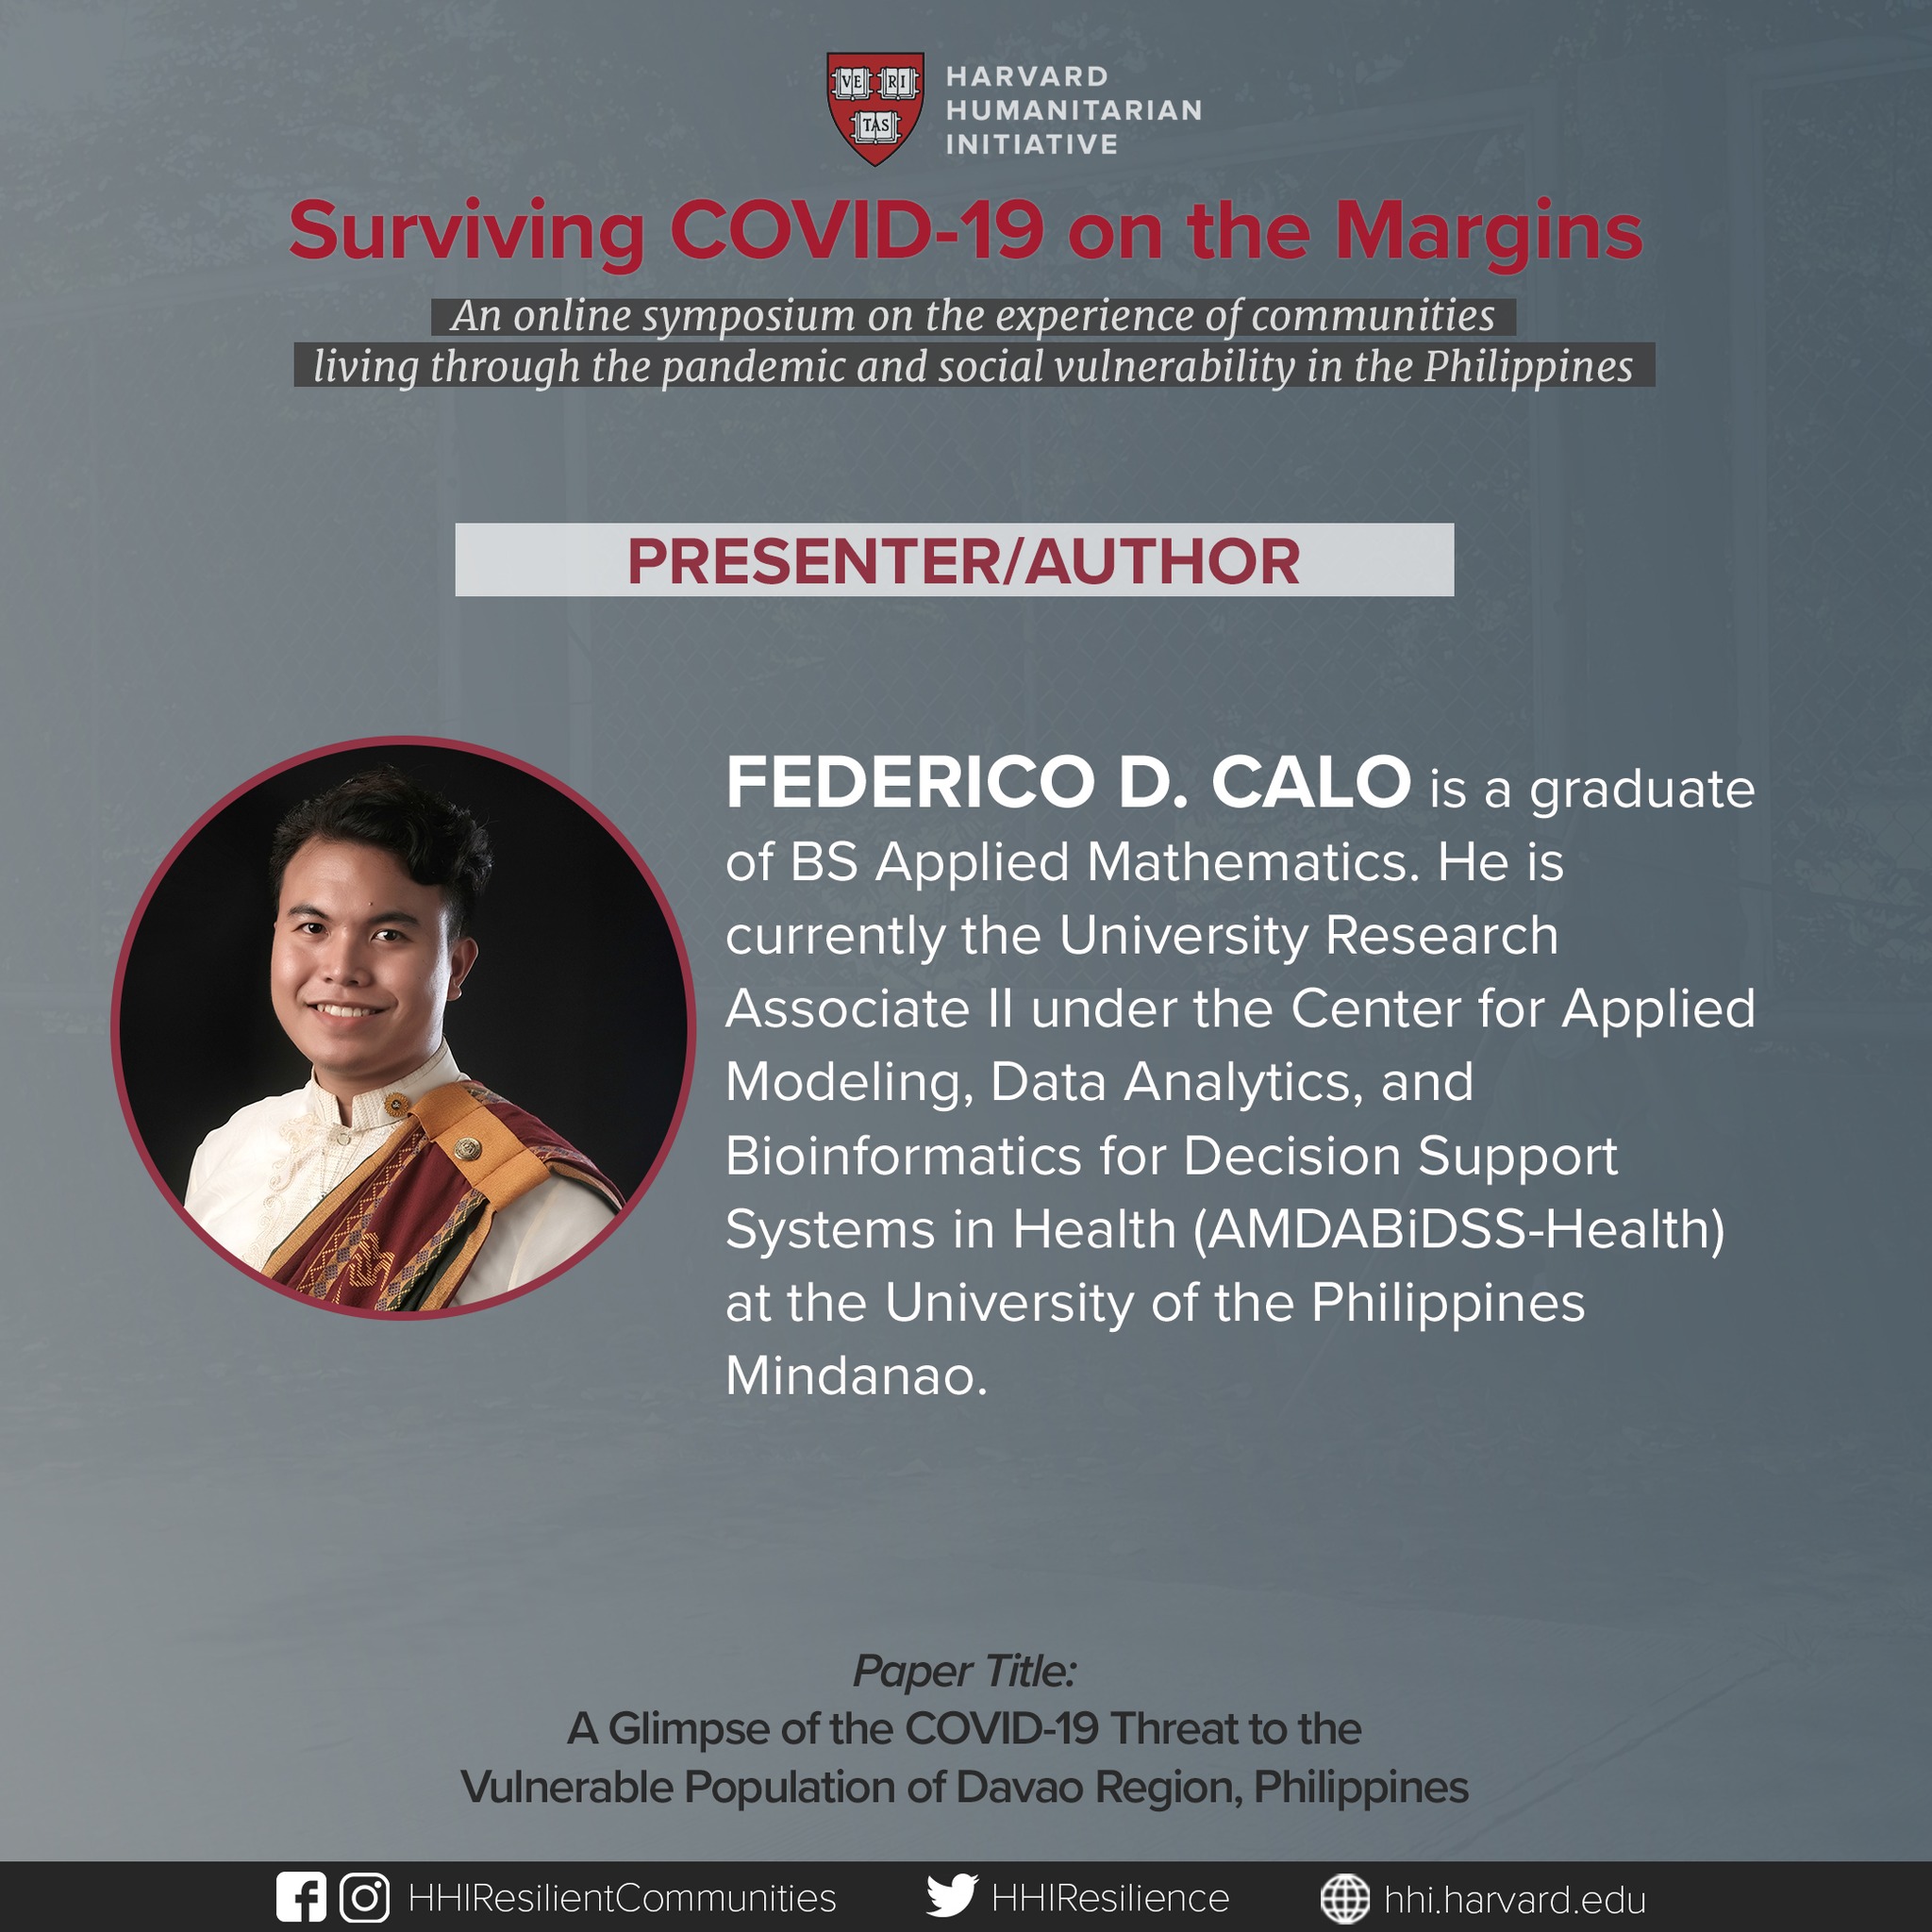 VE RI
TAS
HARVARD
HUMANITARIAN
INITIATIVE
Surviving COVID-19 on the Margins
An online symposium on the experience of communities
living through the pandemic and social vulnerability in the Philippines
PRESENTER/AUTHOR
FEDERICO D. CALO is a graduate
of BS Applied Mathematics. He is
currently the University Research
Associate II under the Center for Applied
Modeling, Data Analytics, and
Bioinformatics for Decision Support
Systems in Health (AMDABiDSS-Health)
at the University of the Philippines
Mindanao.
Paper Title:
A Glimpse of the COVID-19 Threat to the
Vulnerable Population of Davao Region, Philippines
HHIResilientCommunities HHIResilience hhi.harvard.edu